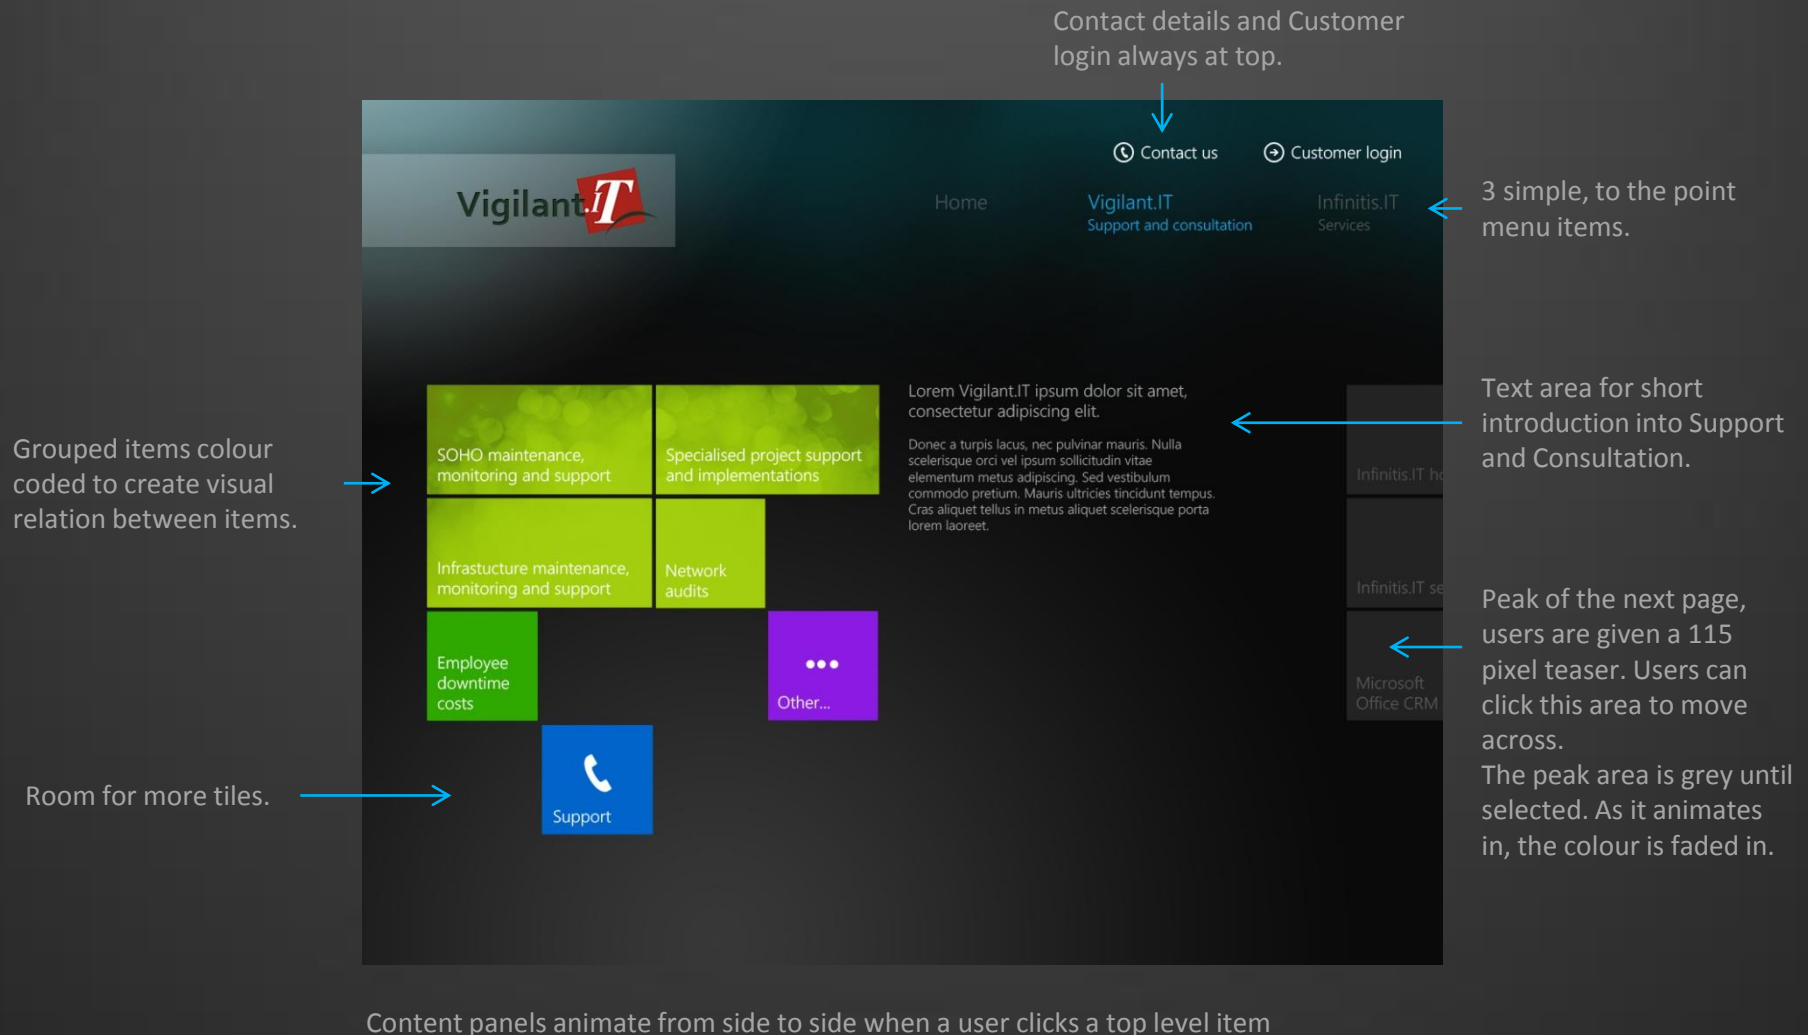 Contact details and Customer
login always at top.
Contact us
Customer login
Vigilant.IT
Home
Vigilant.IT
Support and consultation
Infinitis.IT
Services
3 simple, to the point
menu items.
Grouped items colour
coded to create visual
relation between items.
SOHO maintenance,
monitoring and support
Specialised project support
and implementations
Infrastucture maintenance,
monitoring and support
Network
audits
Employee
downtime
costs
Other...
Support
Room for more tiles.
Lorem Vigilant.IT ipsum dolor sit amet,
consectetur adipiscing elit.
Donec a turpis lacus, nec pulvinar mauris. Nulla
scelerisque orci vel ipsum sollicitudin vitae
elementum metus adipiscing. Sed vestibulum
commodo pretium. Mauris ultricies tincidunt tempus.
Cras aliquet tellus in metus aliquet scelerisque porta
lorem laoreet.
Infinitis.IT ho
Infinitis.IT se
Microsoft
Office CRM
Text area for short
introduction into Support
and Consultation.
Peak of the next page,
users are given a 115
pixel teaser. Users can
click this area to move
across.
The peak area is grey until
selected. As it animates
in, the colour is faded in.
Content panels animate from side to side when a user clicks a top level item